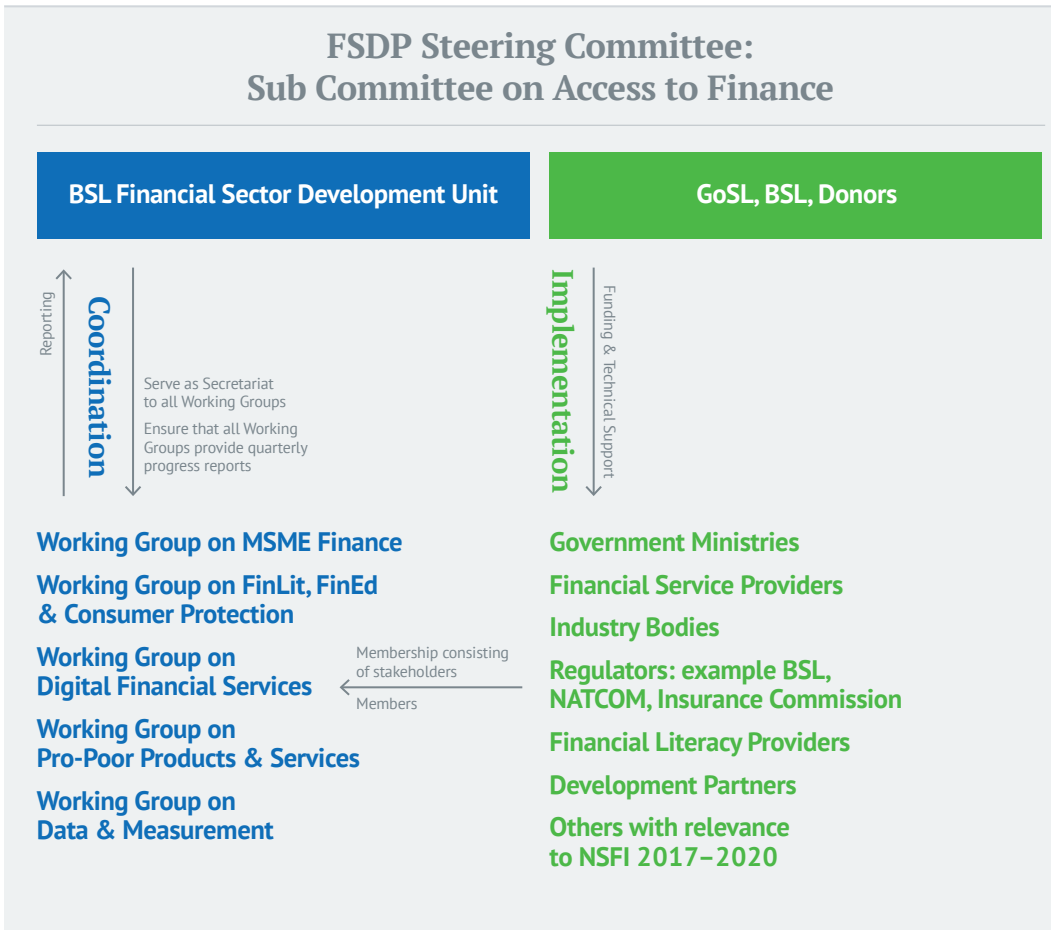 FSDP Steering Committee:
Sub Committee on Access to Finance
BSL Financial Sector Development Unit
Reporting
Coordination
Serve as Secretariat
to all Working Groups
Ensure that all Working
Groups provide quarterly
progress reports
Working Group on MSME Finance
Working Group on FinLit, FinEd
& Consumer Protection
Working Group on
Digital Financial Services
Working Group on
Pro-Poor Products & Services
Working Group on
Data & Measurement
Membership consisting
of stakeholders
Members
GoSL, BSL, Donors
Implementation
Funding & Technical Support
Government Ministries
Financial Service Providers
Industry Bodies
Regulators: example BSL,
NATCOM, Insurance Commission
Financial Literacy Providers
Development Partners
Others with relevance
to NSFI 2017–2020